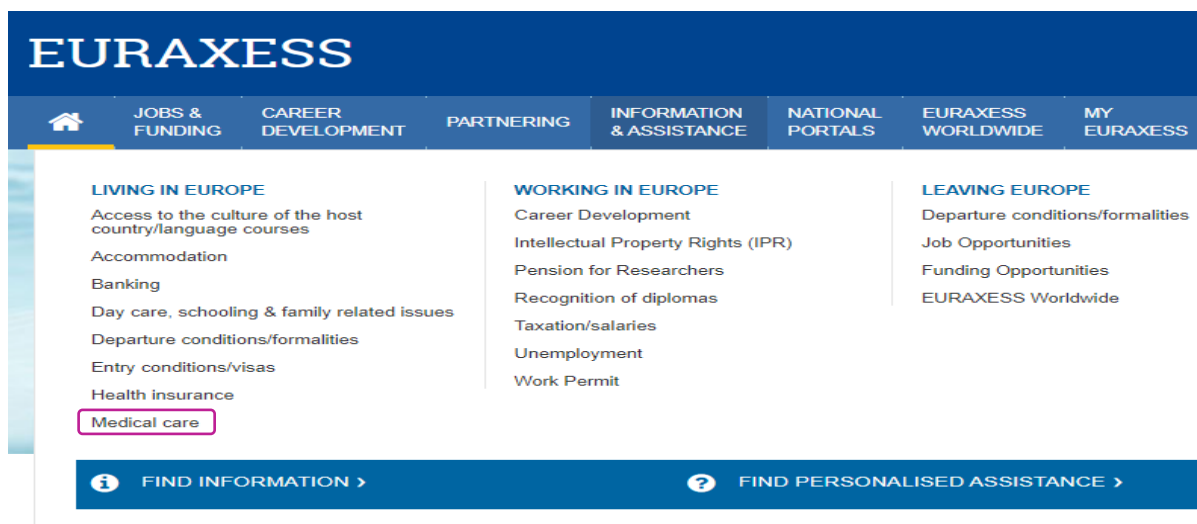 EURAXESS
JOBS &
FUNDING
CAREER
DEVELOPMENT
PARTNERING
INFORMATION
& ASSISTANCE
NATIONAL
PORTALS
EURAXESS
WORLDWIDE
MY
EURAXESS
LIVING IN EUROPE
Access to the culture of the host
country/language courses
Accommodation
Banking
Day care, schooling & family related issues
Departure conditions/formalities
Entry conditions/visas
Health insurance
Medical care
WORKING IN EUROPE
Career Development
Intellectual Property Rights (IPR)
Pension for Researchers
Recognition of diplomas
Taxation/salaries
Unemployment
Work Permit
LEAVING EUROPE
Departure conditions/formalities
Job Opportunities
Funding Opportunities
EURAXESS Worldwide
FIND INFORMATION >
FIND PERSONALISED ASSISTANCE >